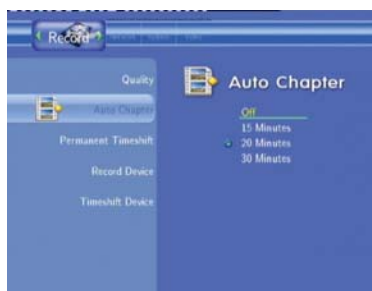 Record
Quality
Auto Chapter
Permanent Timeshift
Record Device
Timeshift Device
Auto Chapter
Off
15 Minutes
20 Minutes
30 Minutes